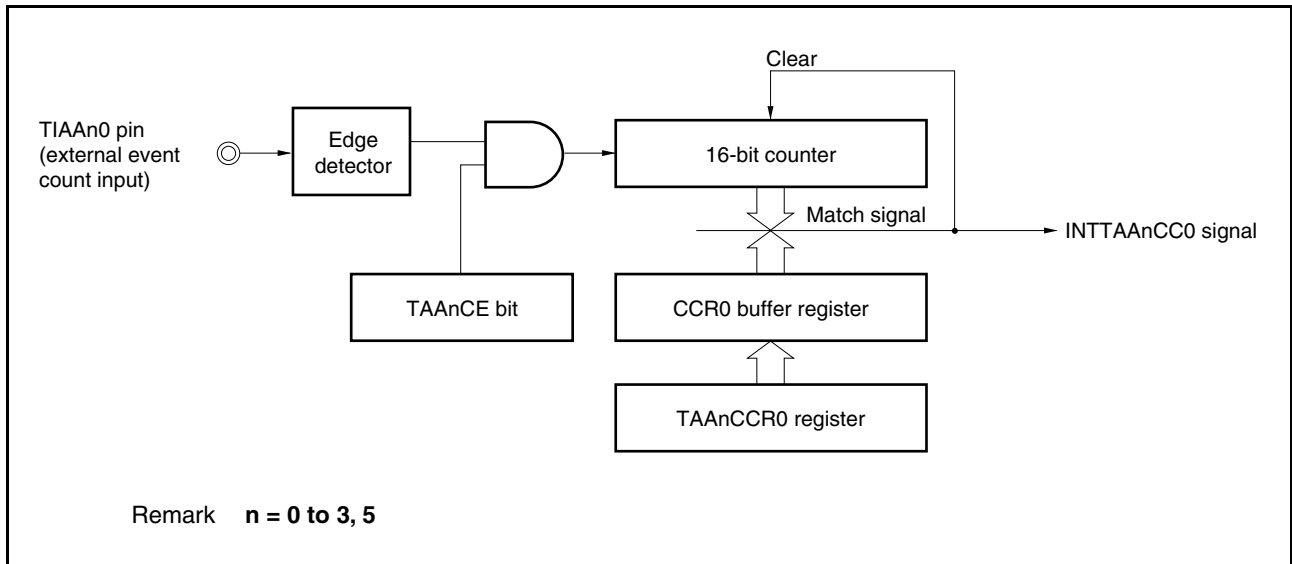 Clear
TIAAn0 pin
(external event
count input)
Edge
detector
16-bit counter
Match signal
INTTAAnCC0 signal
TAAnCE bit
CCR0 buffer register
TAAnCCR0 register
Remark n = 0 to 3, 5